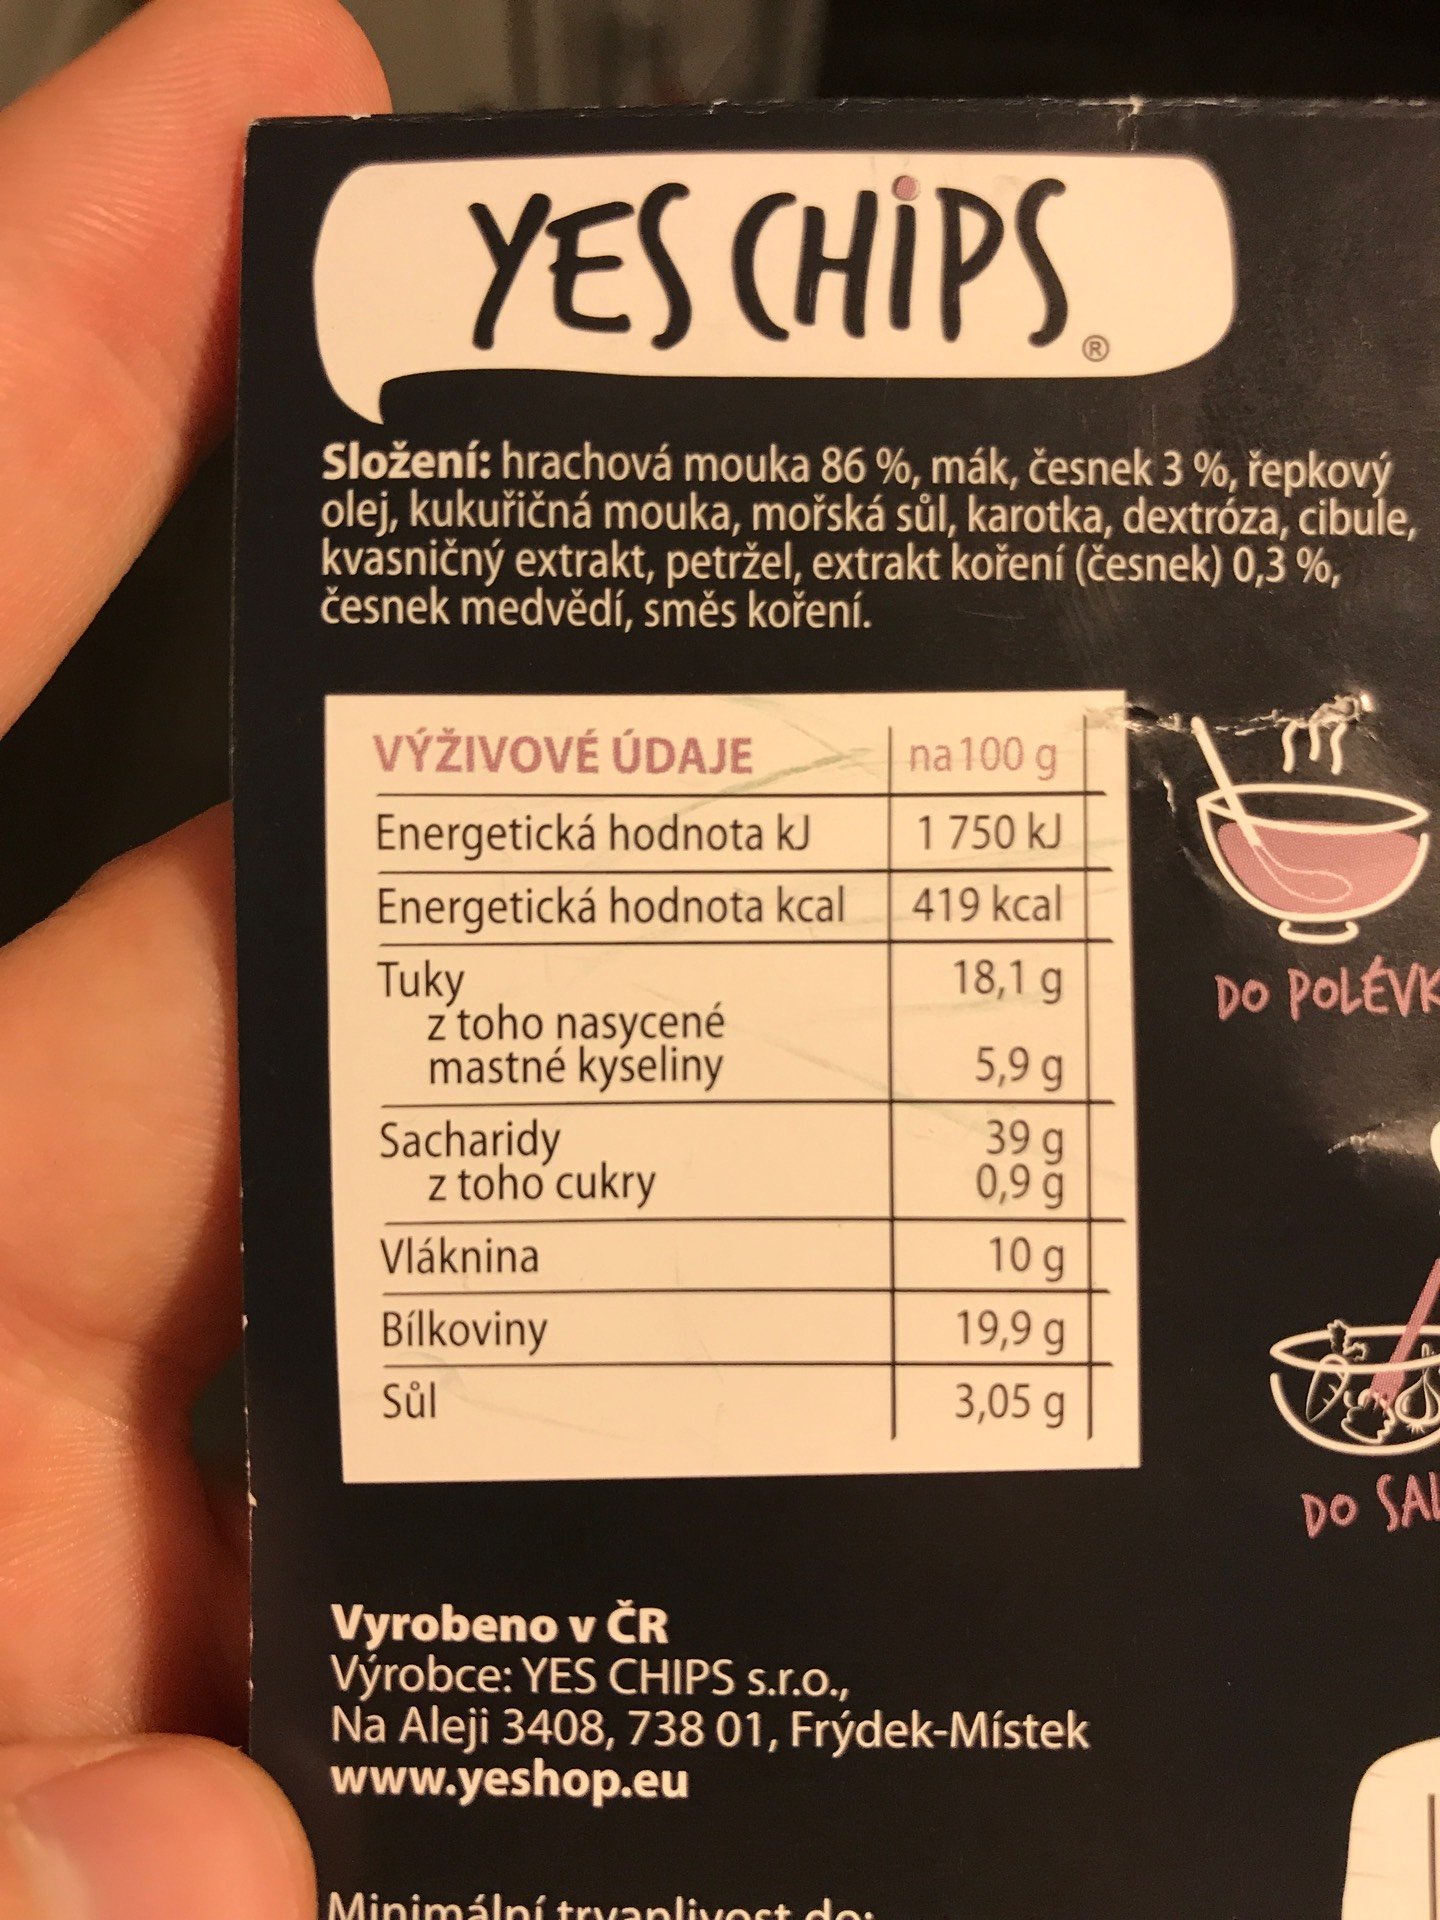 YES CHiPS®
Složení: hrachová mouka 86 %, mák, česnek 3 %, řepkový
olej, kukuřičná mouka, mořská sůl, karotka, dextróza, cibule,
kvasničný extrakt, petržel, extrakt koření (česnek) 0,3 %,
česnek medvědí, směs koření.
VÝŽIVOVÉ ÚDAJE na 100 g
Energetická hodnota kJ 1 750 kJ
Energetická hodnota kcal 419 kcal
Tuky 18,1 g
z toho nasycené
mastné kyseliny 5,9 g
Sacharidy 39 g
z toho cukry 0,9 g
Vláknina 10 g
Bílkoviny 19,9 g
Sůl 3,05 g
DO POLÉVK
DO SAL
Vyrobeno v ČR
Výrobce: YES CHIPS s.r.o.,
Na Aleji 3408, 738 01, Frýdek-Místek
www.yeshop.eu
Minimální trvanlivost do: